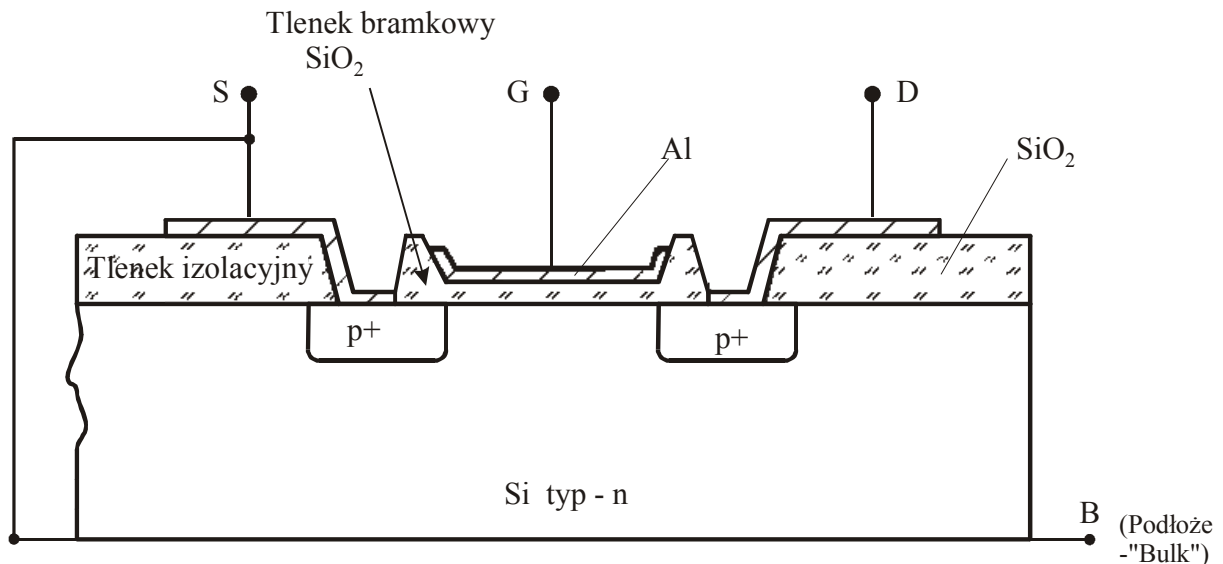 Tlenek bramkowy
SiO₂
S
G
D
Al
SiO₂
Tlenek izolacyjny
p+
p+
Si typ - n
B
(Podłoże
-"Bulk")